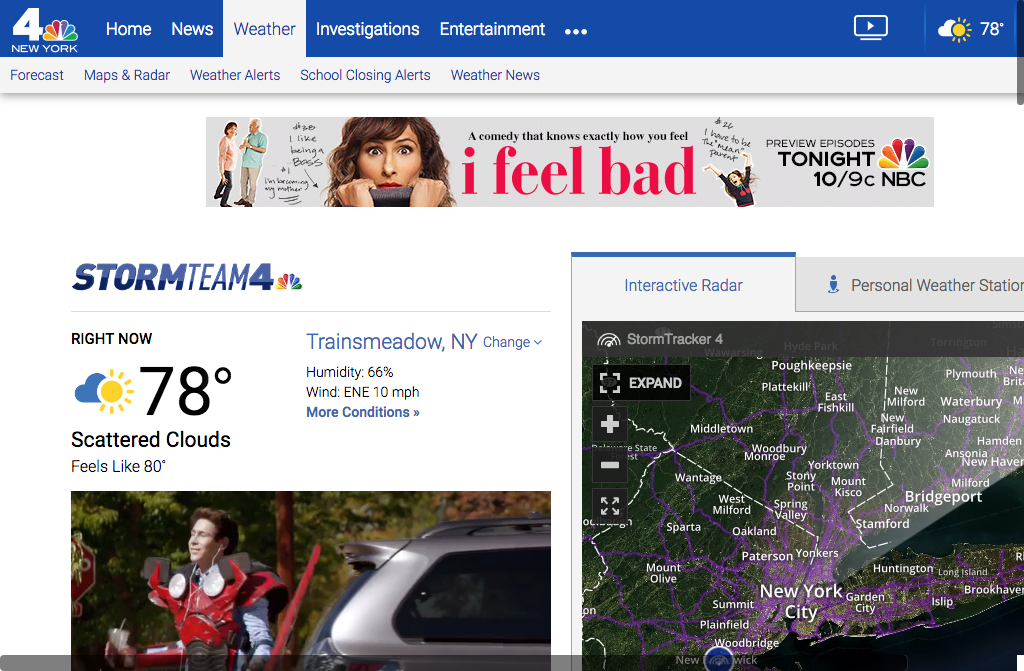 4
NEW YORK
Home
News
Weather
Investigations
Entertainment
78°
Forecast
Maps & Radar
Weather Alerts
School Closing Alerts
Weather News
#28
I like
being a
BOSS
#1
I'm becoming
my mother
A comedy that knows exactly how you feel
i feel bad
#26
I have to be
the "mean"
parent
PREVIEW EPISODES
TONIGHT
10/9c NBC
STORMTEAM4
Interactive Radar
Personal Weather Station
RIGHT NOW
78°
Scattered Clouds
Feels Like 80°
Trainsmeadow, NY Change
Humidity: 66%
Wind: ENE 10 mph
More Conditions »
StormTracker 4
EXPAND
Wawarsing
Hyde Park
Torrington
Poughkeepsie
Plattekill
Plymouth
New
Milford
Waterbury
East
Fishkill
Naugatuck
New
Fairfield
Middletown
Danbury
Hamden
Delaware State
Woodbury
Monroe
Ansonia
New Haven
Yorktown
Wantage
Stony
Point
Mount
Kisco
Milford
Bridgeport
West
Milford
Spring
Valley
Norwalk
Stamford
Sparta
Oakland
Paterson
Yonkers
Mount
Olive
Huntington
Long Island
New York
City
Garden
City
Brookhaven
Summit
Islip
Plainfield
Woodbridge